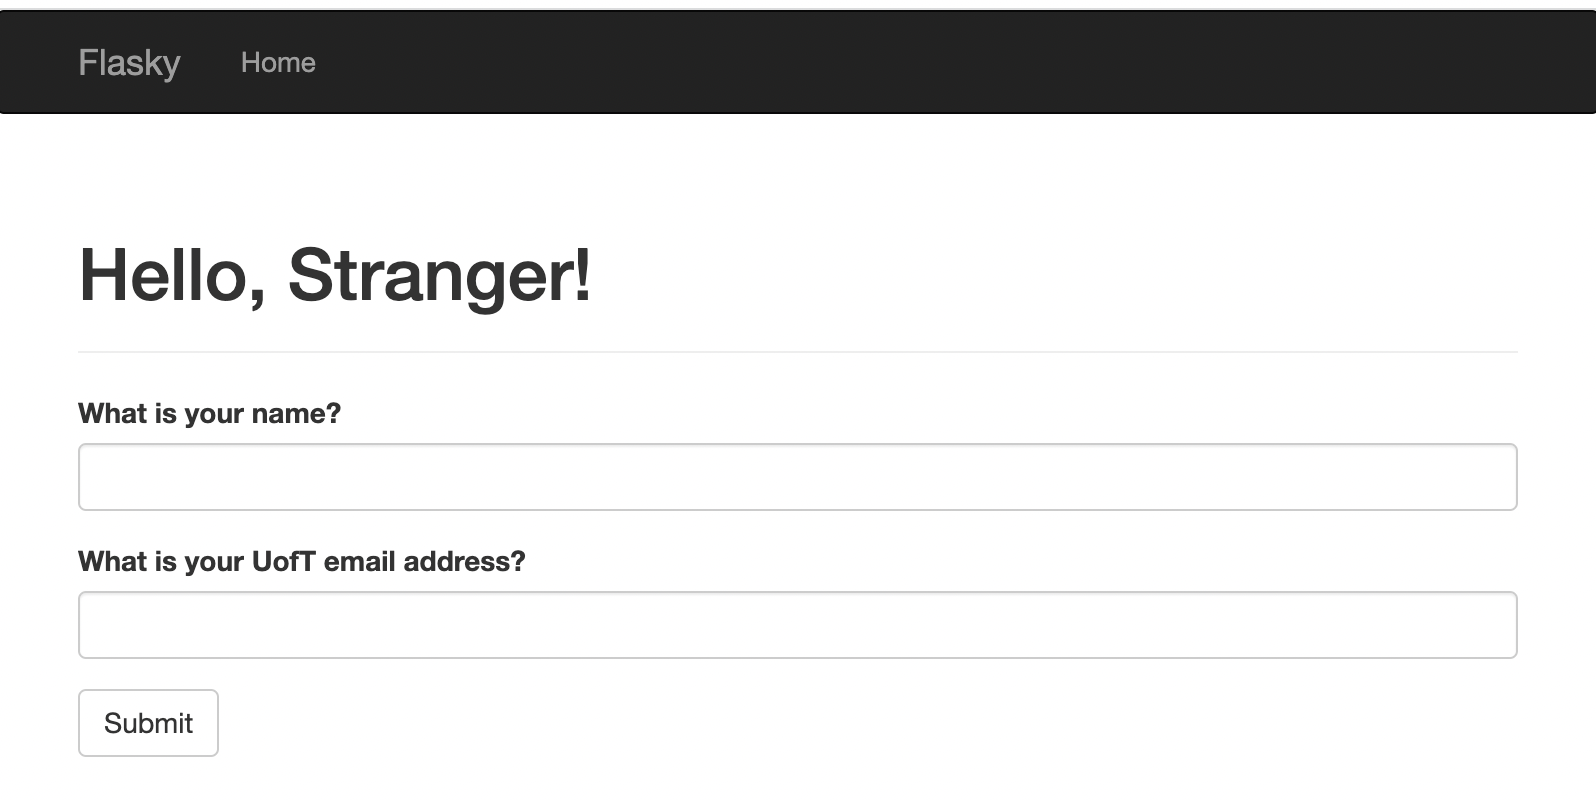 Flasky Home
Hello, Stranger!
What is your name?
What is your UofT email address?
Submit